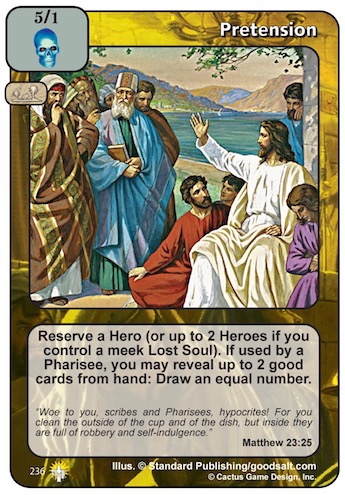 5/1
Pretension
Reserve a Hero (or up to 2 Heroes if you
control a meek Lost Soul). If used by a
Pharisee, you may reveal up to 2 good
cards from hand: Draw an equal number.
"Woe to you, scribes and Pharisees, hypocrites! For you
clean the outside of the cup and of the dish, but inside they
are full of robbery and self-indulgence."
Matthew 23:25
236
Illus. © Standard Publishing/goodsalt.com
© Cactus Game Design, Inc.